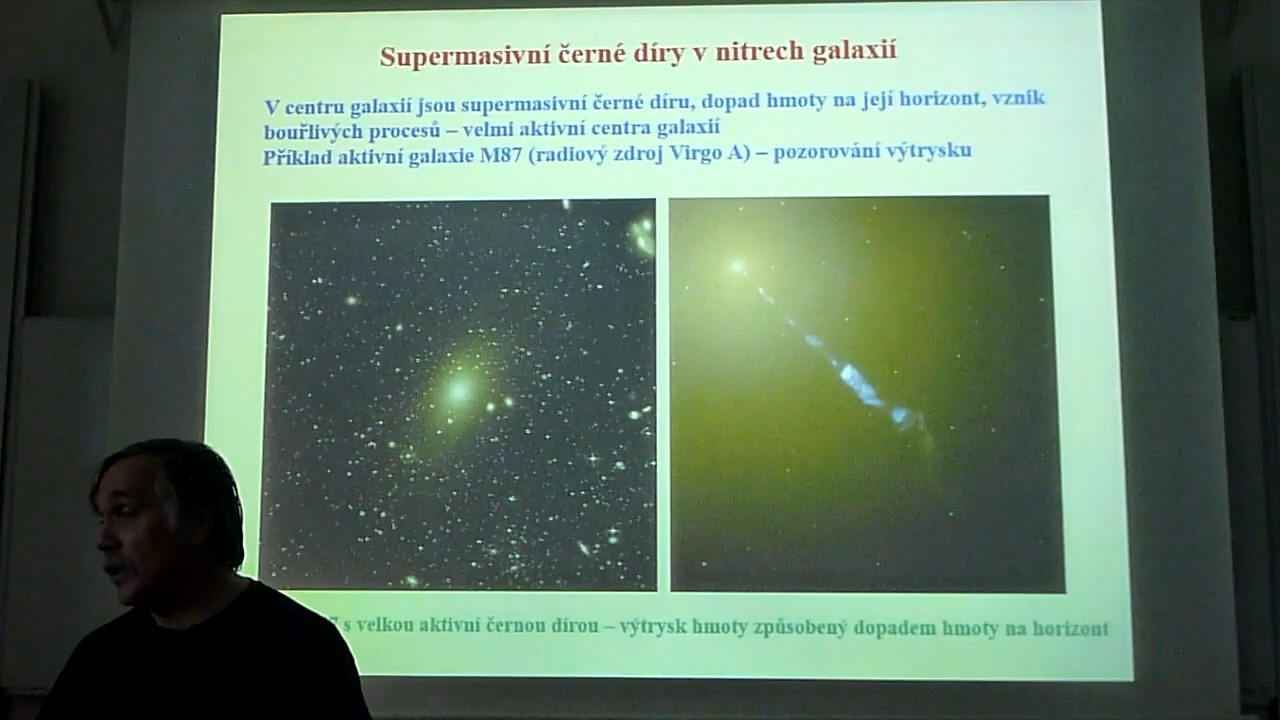 Supermasivní černé díry v nitrech galaxií
V centru galaxií jsou supermasivní černé díru, dopad hmoty na její horizont, vznik
bouřlivých procesů – velmi aktivní centra galaxií
Příklad aktivní galaxie M87 (radiový zdroj Virgo A) – pozorování výtrysku
s velkou aktivní černou dírou – výtrysk hmoty způsobený dopadem hmoty na horizont